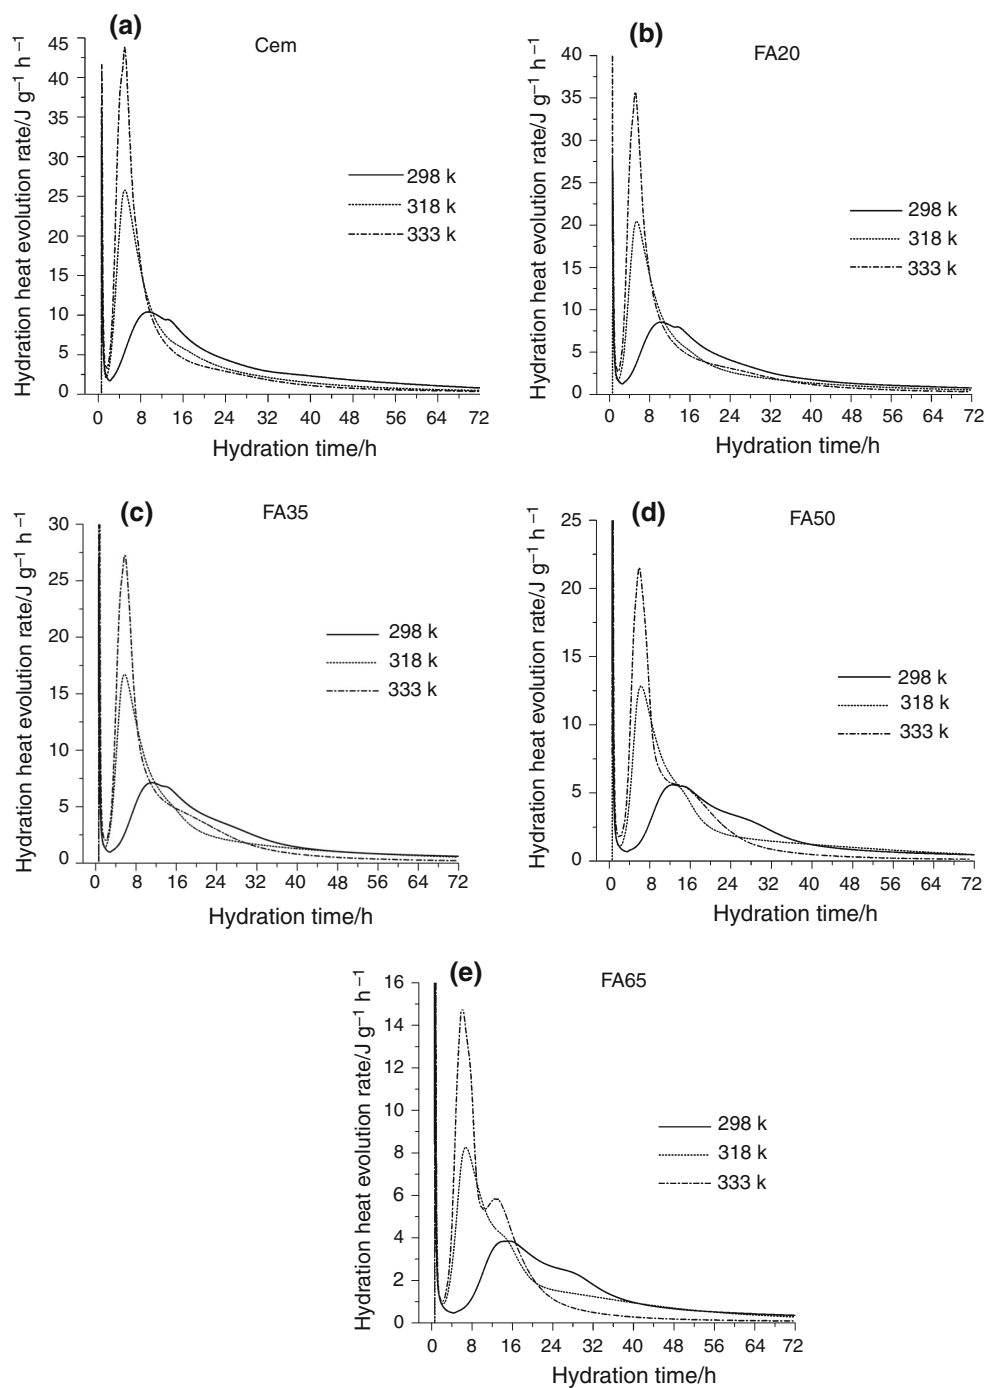 (a)
Cem
Hydration heat evolution rate/J g⁻¹ h⁻¹
45
40
35
30
25
20
15
10
5
0
298 k
318 k
333 k
0 8 16 24 32 40 48 56 64 72
Hydration time/h
(b)
FA20
Hydration heat evolution rate/J g⁻¹ h⁻¹
40
35
30
25
20
15
10
5
0
298 k
318 k
333 k
0 8 16 24 32 40 48 56 64 72
Hydration time/h
(c)
FA35
Hydration heat evolution rate/J g⁻¹ h⁻¹
30
25
20
15
10
5
0
298 k
318 k
333 k
0 8 16 24 32 40 48 56 64 72
Hydration time/h
(d)
FA50
Hydration heat evolution rate/J g⁻¹ h⁻¹
25
20
15
10
5
0
298 k
318 k
333 k
0 8 16 24 32 40 48 56 64 72
Hydration time/h
(e)
FA65
Hydration heat evolution rate/J g⁻¹ h⁻¹
16
14
12
10
8
6
4
2
0
298 k
318 k
333 k
0 8 16 24 32 40 48 56 64 72
Hydration time/h